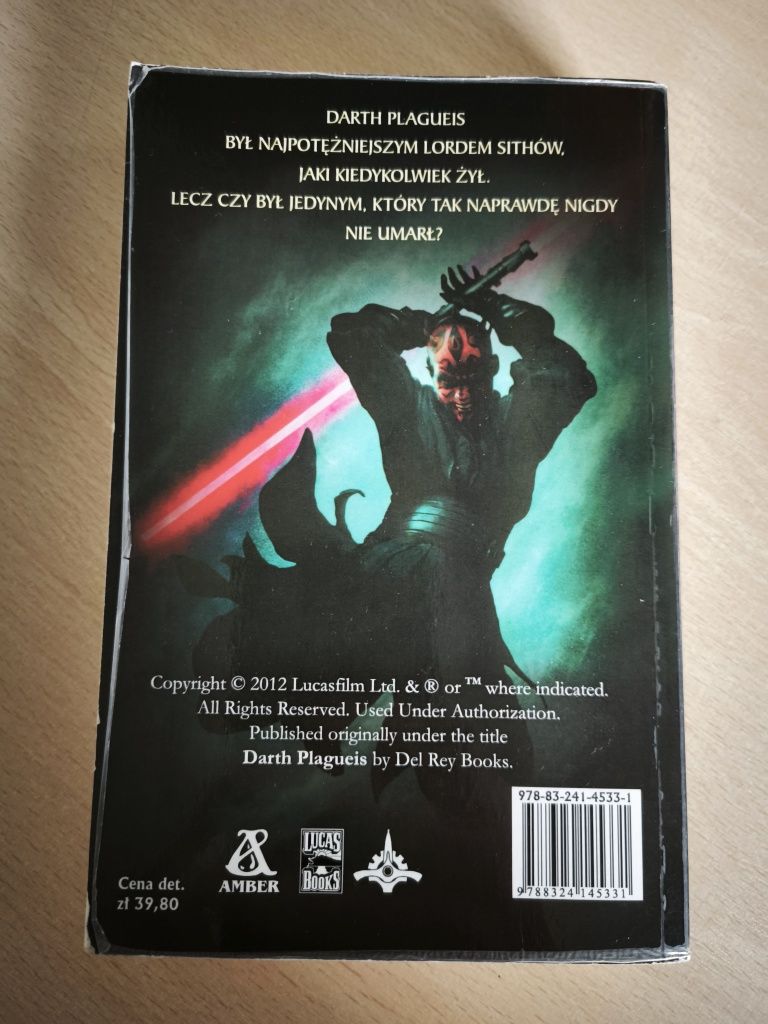 DARTH PLAGUEIS
BYŁ NAJPOTĘŻNIEJSZYM LORDEM SITHÓW,
JAKI KIEDYKOLWIEK ŻYŁ.
LECZ CZY BYŁ JEDYNYM, KTÓRY TAK NAPRAWDĘ NIGDY
NIE UMARŁ?
Copyright © 2012 Lucasfilm Ltd. & ® or ™ where indicated.
All Rights Reserved. Used Under Authorization.
Published originally under the title
Darth Plagueis by Del Rey Books.
978-83-241-4533-1
9 788324 145331
AMBER
LUCAS
BOOKS
Cena det.
zł 39,80